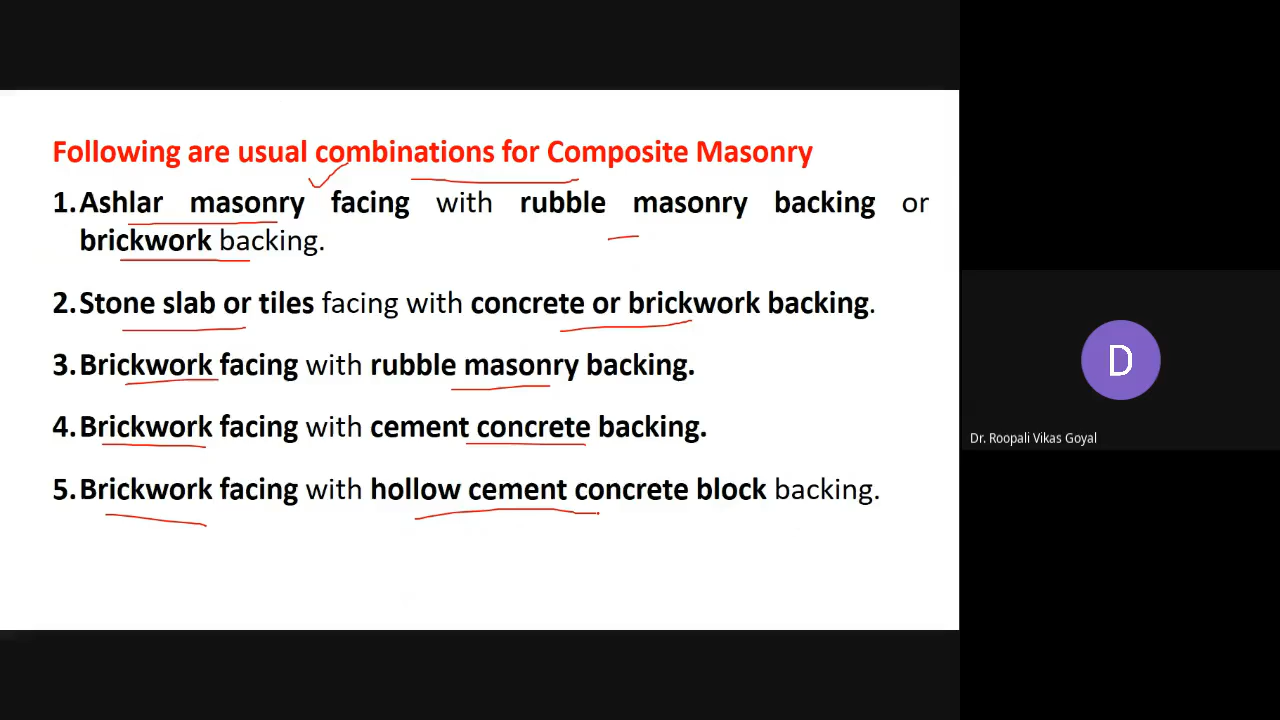 Following are usual combinations for Composite Masonry
1. Ashlar masonry facing with rubble masonry backing or
brickwork backing.
2. Stone slab or tiles facing with concrete or brickwork backing.
3. Brickwork facing with rubble masonry backing.
4. Brickwork facing with cement concrete backing.
5. Brickwork facing with hollow cement concrete block backing.
D
Dr. Roopali Vikas Goyal